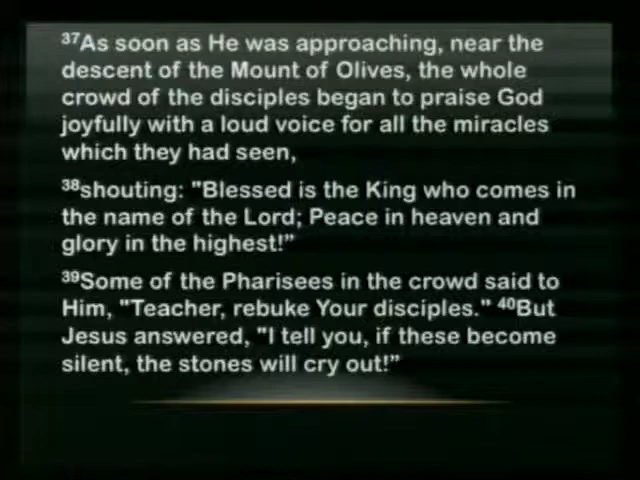 37As soon as He was approaching, near the
descent of the Mount of Olives, the whole
crowd of the disciples began to praise God
joyfully with a loud voice for all the miracles
which they had seen,
38shouting: "Blessed is the King who comes in
the name of the Lord; Peace in heaven and
glory in the highest!”
39Some of the Pharisees in the crowd said to
Him, "Teacher, rebuke Your disciples." 40But
Jesus answered, "I tell you, if these become
silent, the stones will cry out!”